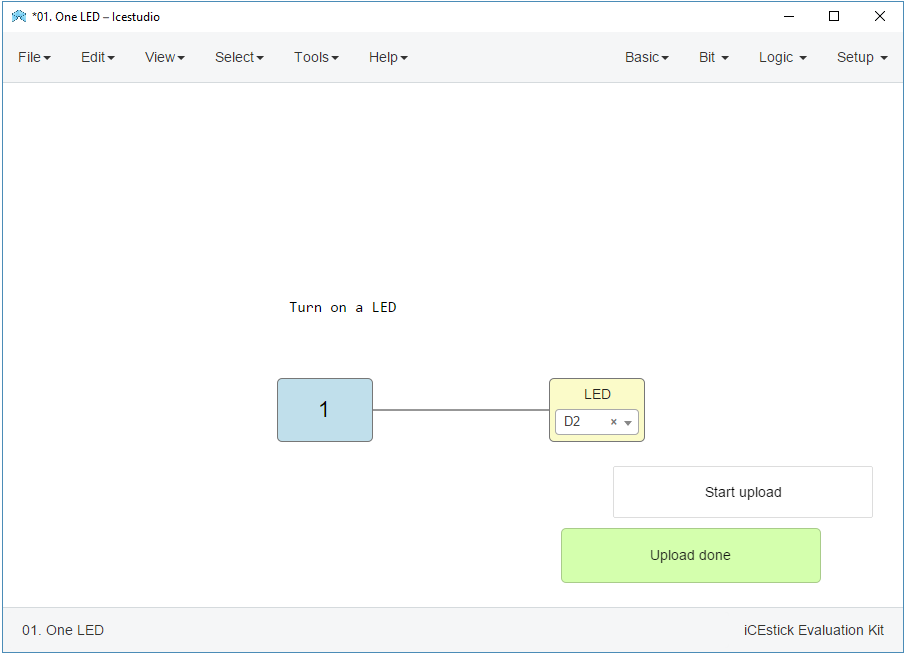 *01. One LED – Icestudio
File Edit View Select Tools Help Basic Bit Logic Setup
Turn on a LED
1
LED
D2 ×
Start upload
Upload done
01. One LED iCEstick Evaluation Kit